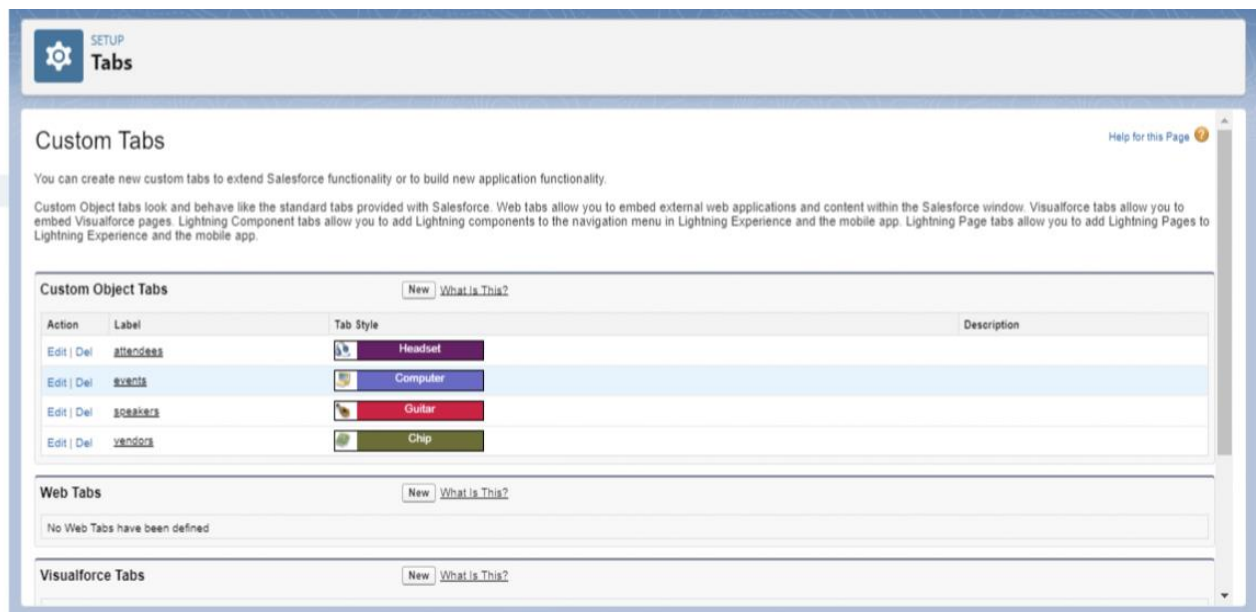 SETUP
Tabs
Custom Tabs
Help for this Page
You can create new custom tabs to extend Salesforce functionality or to build new application functionality.
Custom Object tabs look and behave like the standard tabs provided with Salesforce. Web tabs allow you to embed external web applications and content within the Salesforce window. Visualforce tabs allow you to
embed Visualforce pages. Lightning Component tabs allow you to add Lightning components to the navigation menu in Lightning Experience and the mobile app. Lightning Page tabs allow you to add Lightning Pages to
Lightning Experience and the mobile app.
Custom Object Tabs New What Is This?
Action Label Tab Style Description
Edit | Del attendees Headset
Edit | Del events Computer
Edit | Del speakers Guitar
Edit | Del vendors Chip
Web Tabs New What Is This?
No Web Tabs have been defined
Visualforce Tabs New What Is This?